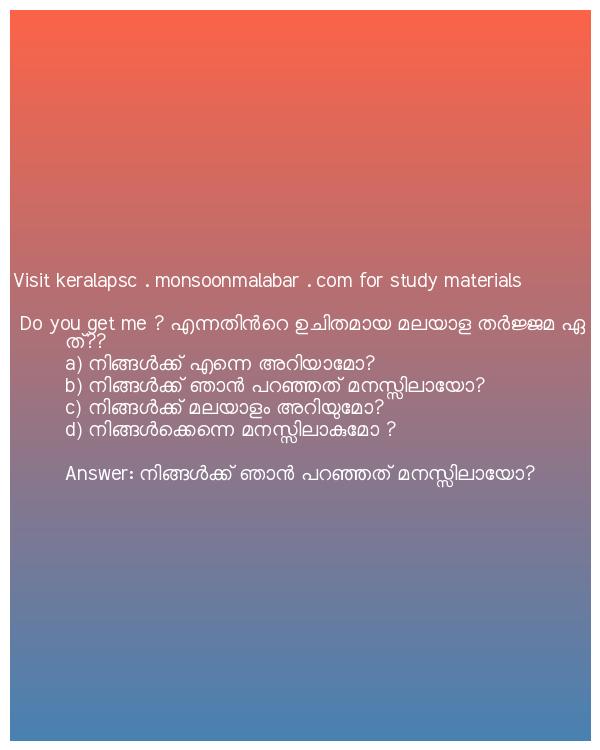 Visit keralapsc . monsoonmalabar . com for study materials
Do you get me ? എന്നതിൻറെ ഉചിതമായ മലയാള തർജ്ജമ ഏ
ത്??
a) നിങ്ങൾക്ക് എന്നെ അറിയാമോ?
b) നിങ്ങൾക്ക് ഞാൻ പറഞ്ഞത് മനസ്സിലായോ?
c) നിങ്ങൾക്ക് മലയാളം അറിയുമോ?
d) നിങ്ങൾക്കെന്നെ മനസ്സിലാകുമോ ?
Answer: നിങ്ങൾക്ക് ഞാൻ പറഞ്ഞത് മനസ്സിലായോ?